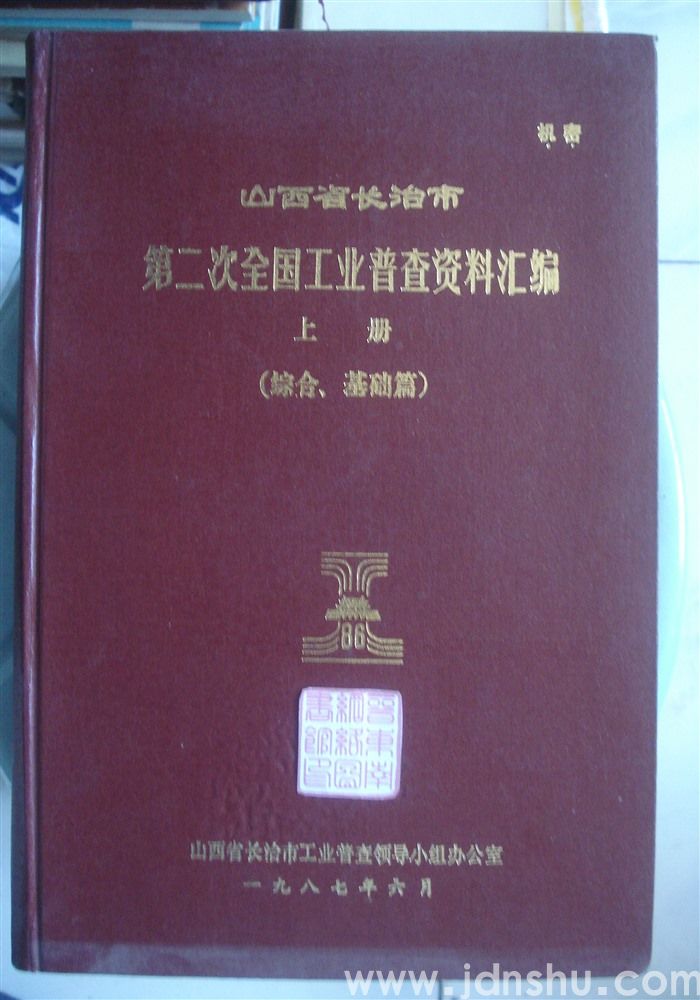 机密
山西省长治市
第二次全国工业普查资料汇编
上 册
(综合、基础篇)
86
山西省长治市工业普查领导小组办公室
一九八七年六月
www.jdnshu.com